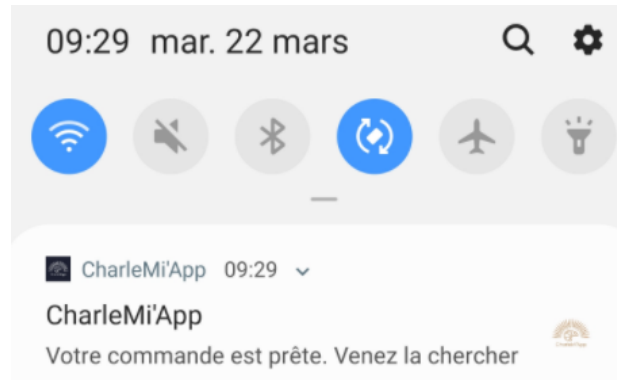 09:29 mar. 22 mars
CharleMi'App 09:29
CharleMi'App
Votre commande est prête. Venez la chercher